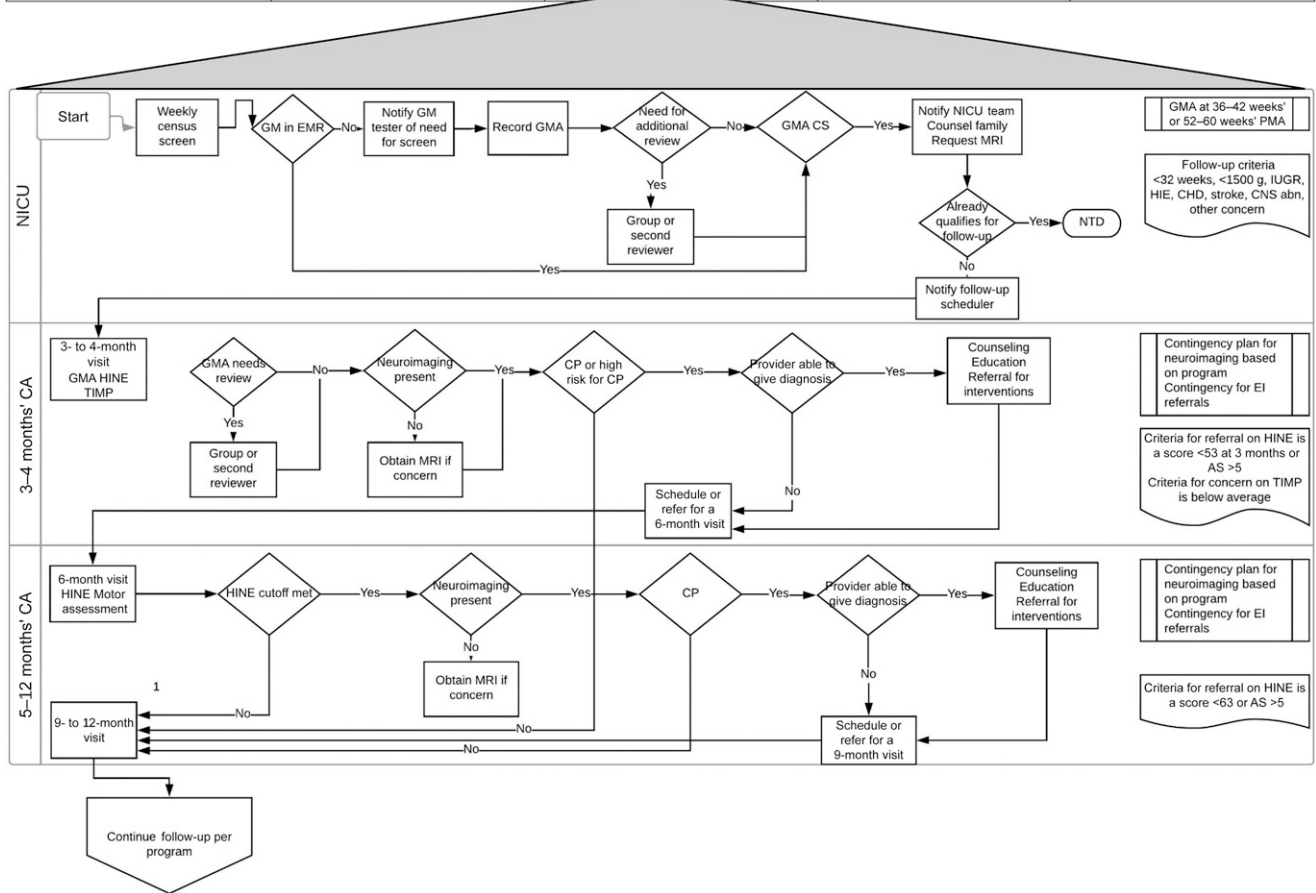 Start
Weekly
census
screen
GM in EMR
No
Notify GM
tester of need
for screen
Record GMA
Need for
additional
review
No
GMA CS
Yes
Notify NICU team
Counsel family
Request MRI
GMA at 36–42 weeks'
or 52–60 weeks' PMA
Yes
Group or
second
reviewer
Yes
Already
qualifies for
follow-up
Yes
NTD
No
Notify follow-up
scheduler
Follow-up criteria
<32 weeks, <1500 g, IUGR,
HIE, CHD, stroke, CNS abn,
other concern
NICU
3- to 4-month
visit
GMA HINE
TIMP
GMA needs
review
No
Neuroimaging
present
Yes
CP or high
risk for CP
Yes
Provider able to
give diagnosis
Yes
Counseling
Education
Referral for
interventions
Contingency plan for
neuroimaging based
on program
Contingency for EI
referrals
Yes
Group or
second
reviewer
No
Obtain MRI if
concern
No
Schedule or
refer for a
6-month visit
Criteria for referral on HINE is
a score <53 at 3 months or
AS >5
Criteria for concern on TIMP
is below average
3–4 months' CA
6-month visit
HINE Motor
assessment
HINE cutoff met
Yes
Neuroimaging
present
Yes
CP
Yes
Provider able to
give diagnosis
Yes
Counseling
Education
Referral for
interventions
Contingency plan for
neuroimaging based
on program
Contingency for EI
referrals
No
Obtain MRI if
concern
No
Schedule or
refer for a
9-month visit
Criteria for referral on HINE is
a score <63 or AS >5
1
No
No
No
9- to 12-month
visit
5–12 months' CA
Continue follow-up per
program